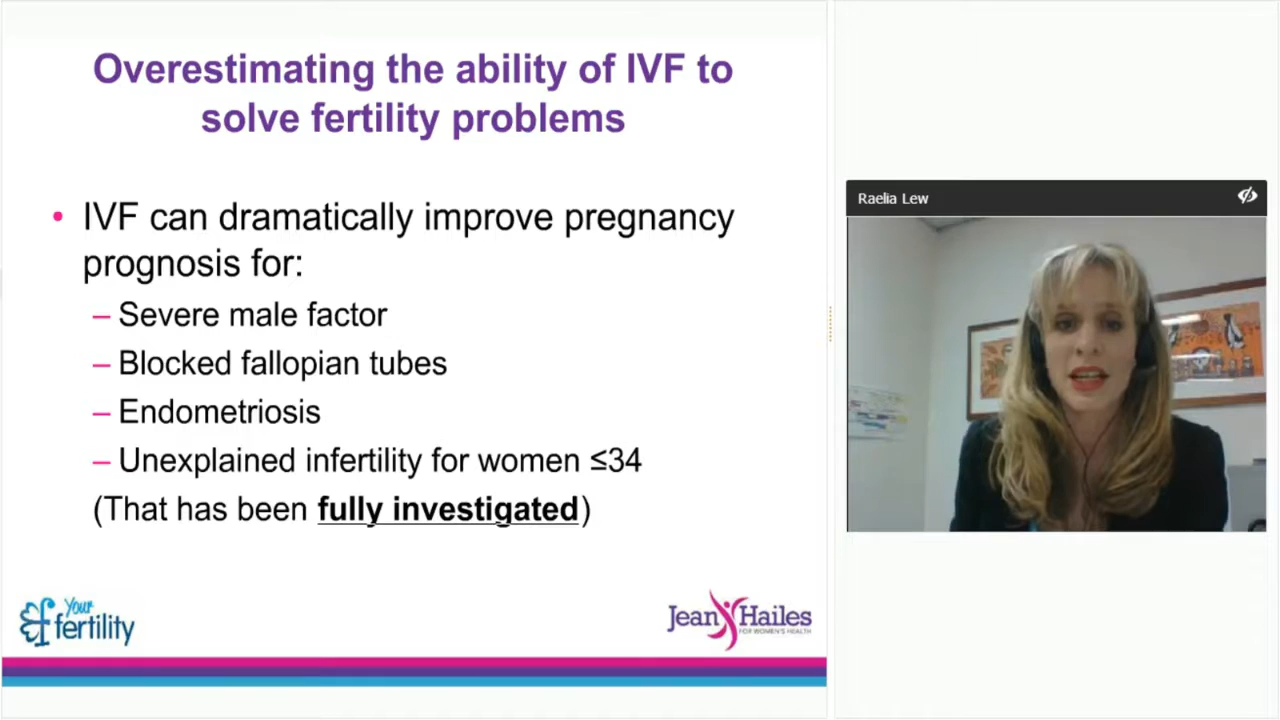 Overestimating the ability of IVF to
solve fertility problems
• IVF can dramatically improve pregnancy
prognosis for:
– Severe male factor
– Blocked fallopian tubes
– Endometriosis
– Unexplained infertility for women ≤34
(That has been fully investigated)
Your
fertility
Jean Hailes
FOR WOMEN'S HEALTH
Raelia Lew